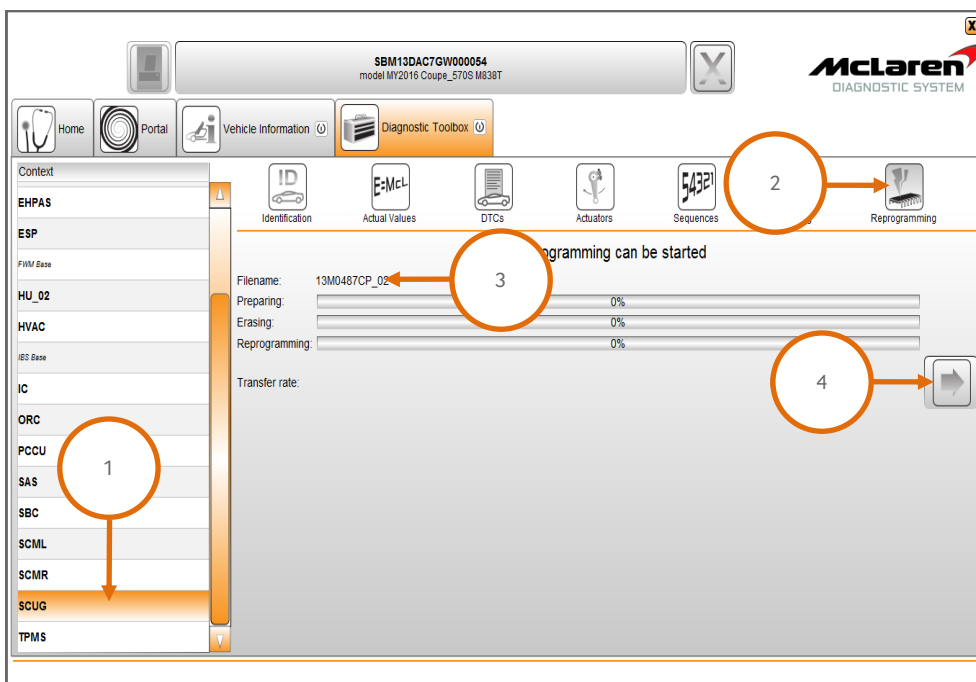 X
SBM13DAC7GW000054
model MY2016 Coupe_570S M838T
X
McLaren
DIAGNOSTIC SYSTEM
Home
Portal
Vehicle Information
Diagnostic Toolbox
Context
EHPAS
ESP
FWM Base
HU_02
HVAC
IBS Base
IC
ORC
PCCU
SAS
SBC
SCML
SCMR
SCUG
TPMS
ID
Identification
E=McL
Actual Values
DTCs
Actuators
54321
Sequences
Reprogramming
can be started
Filename: 13M0487CP_02
Preparing: 0%
Erasing: 0%
Reprogramming: 0%
Transfer rate:
1
2
3
4